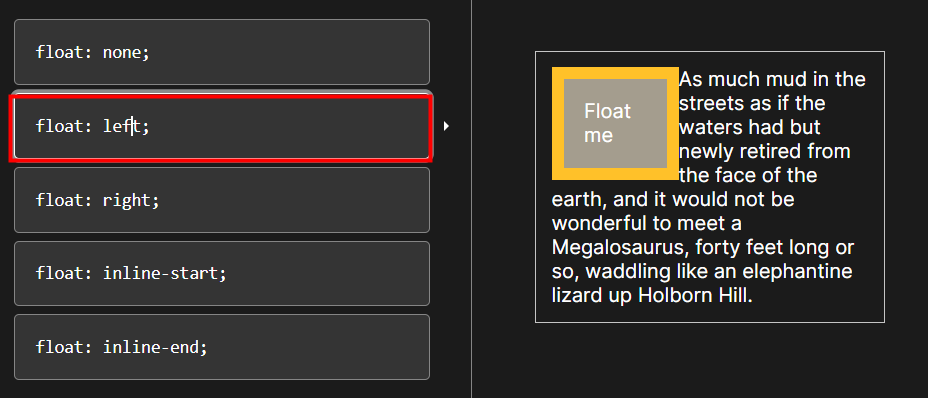 float: none;
float: left;
float: right;
float: inline-start;
float: inline-end;
Float
me
As much mud in the
streets as if the
waters had but
newly retired from
the face of the
earth, and it would not be
wonderful to meet a
Megalosaurus, forty feet long or
so, waddling like an elephantine
lizard up Holborn Hill.